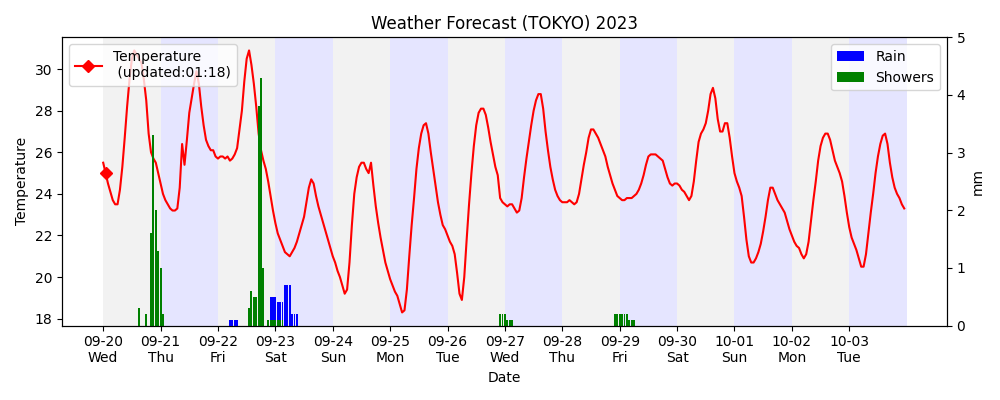 Weather Forecast (TOKYO) 2023
Temperature
(updated:01:18)
Rain
Showers
Temperature
30
28
26
24
22
20
18
5
4
3
2
1
0
mm
09-20 09-21 09-22 09-23 09-24 09-25 09-26 09-27 09-28 09-29 09-30 10-01 10-02 10-03
Wed Thu Fri Sat Sun Mon Tue Wed Thu Fri Sat Sun Mon Tue
Date